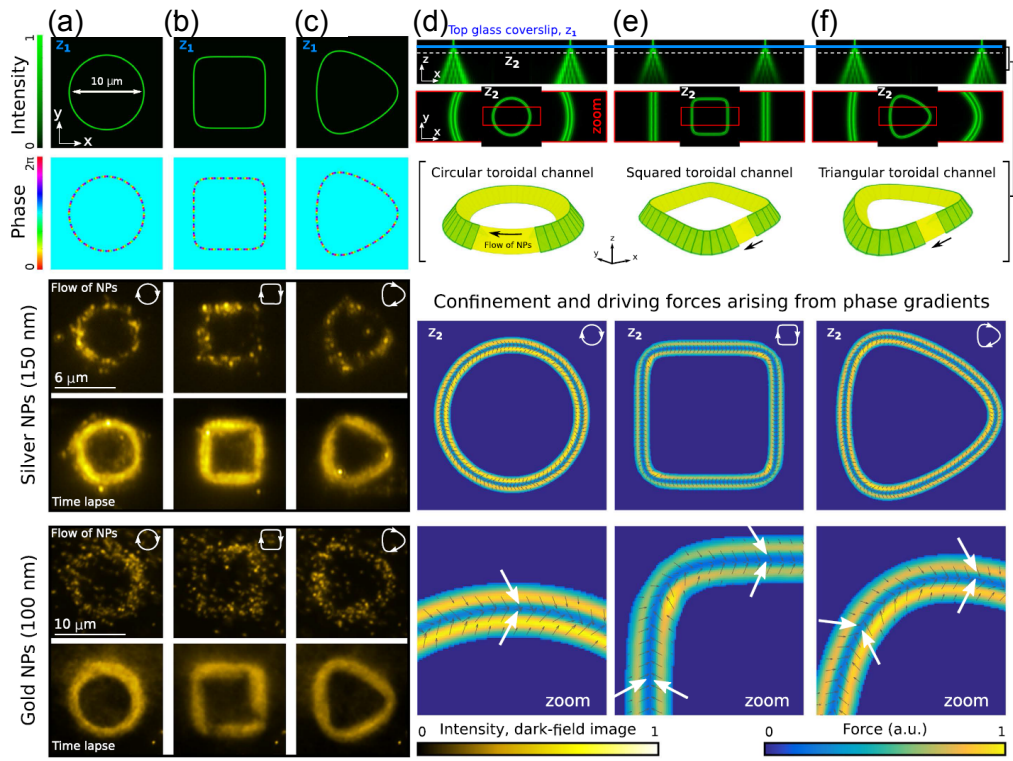 (a) (b) (c) (d) (e) (f)
Top glass coverslip, z₁
Intensity
0 1
z₁
10 μm
y
x
z₁
z₁
z
x
z₂
y
x
z₂
zoom
z₂
z₂
Phase
0 2π
Circular toroidal channel
Squared toroidal channel
Triangular toroidal channel
Flow of NPs
z
y
x
Silver NPs (150 nm)
Flow of NPs
6 μm
Time lapse
Confinement and driving forces arising from phase gradients
z₂
z₂
z₂
Gold NPs (100 nm)
Flow of NPs
10 μm
Time lapse
zoom
zoom
zoom
0 Intensity, dark-field image 1
0 Force (a.u.) 1